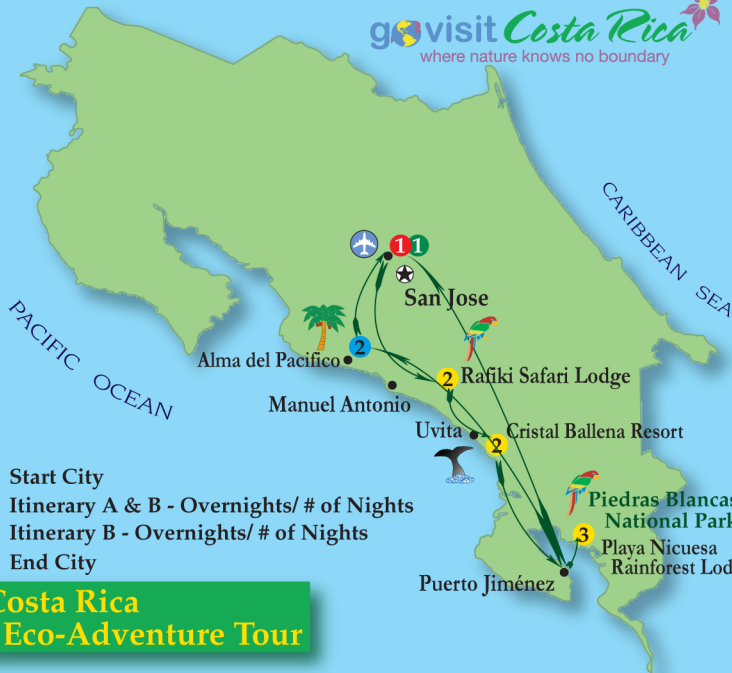 govisit Costa Rica
where nature knows no boundary
CARIBBEAN SEA
PACIFIC OCEAN
1 1
San Jose
2
Alma del Pacifico
2 Rafiki Safari Lodge
Manuel Antonio
Uvita
Cristal Ballena Resort
2
Start City
Itinerary A & B - Overnights/ # of Nights
Itinerary B - Overnights/ # of Nights
End City
Piedras Blancas
National Park
3
Playa Nicuesa
Rainforest Lod
Puerto Jiménez
Costa Rica
Eco-Adventure Tour